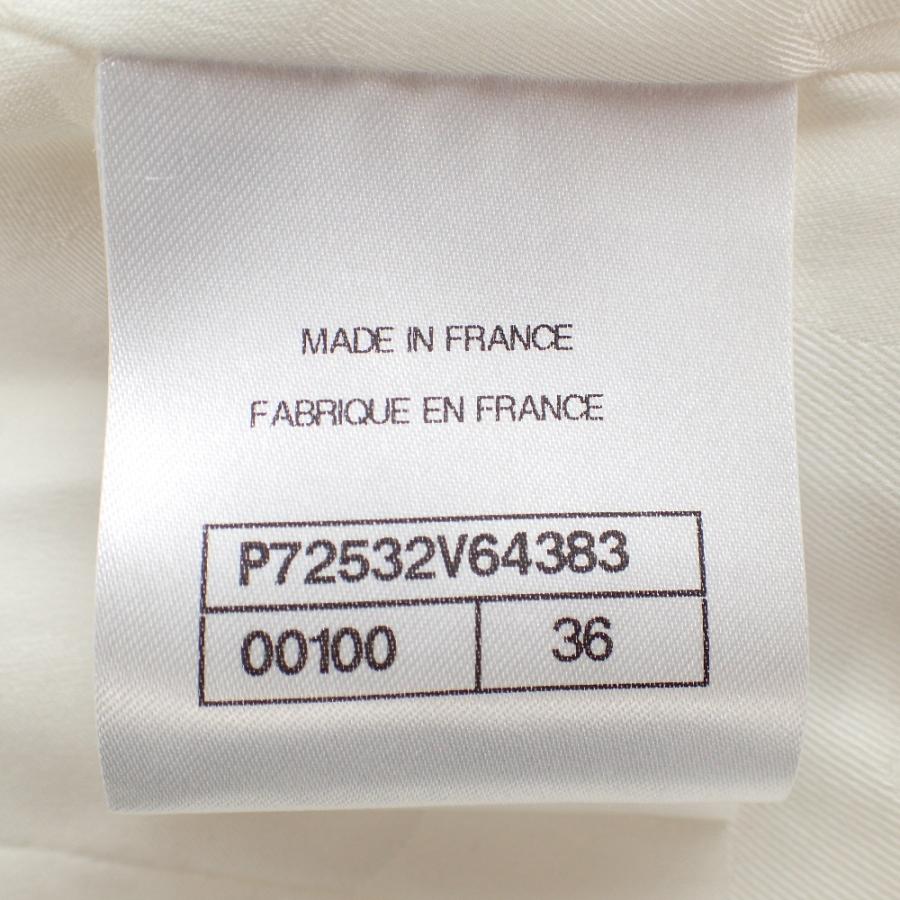 MADE IN FRANCE
FABRIQUE EN FRANCE
P72532V64383
00100 36